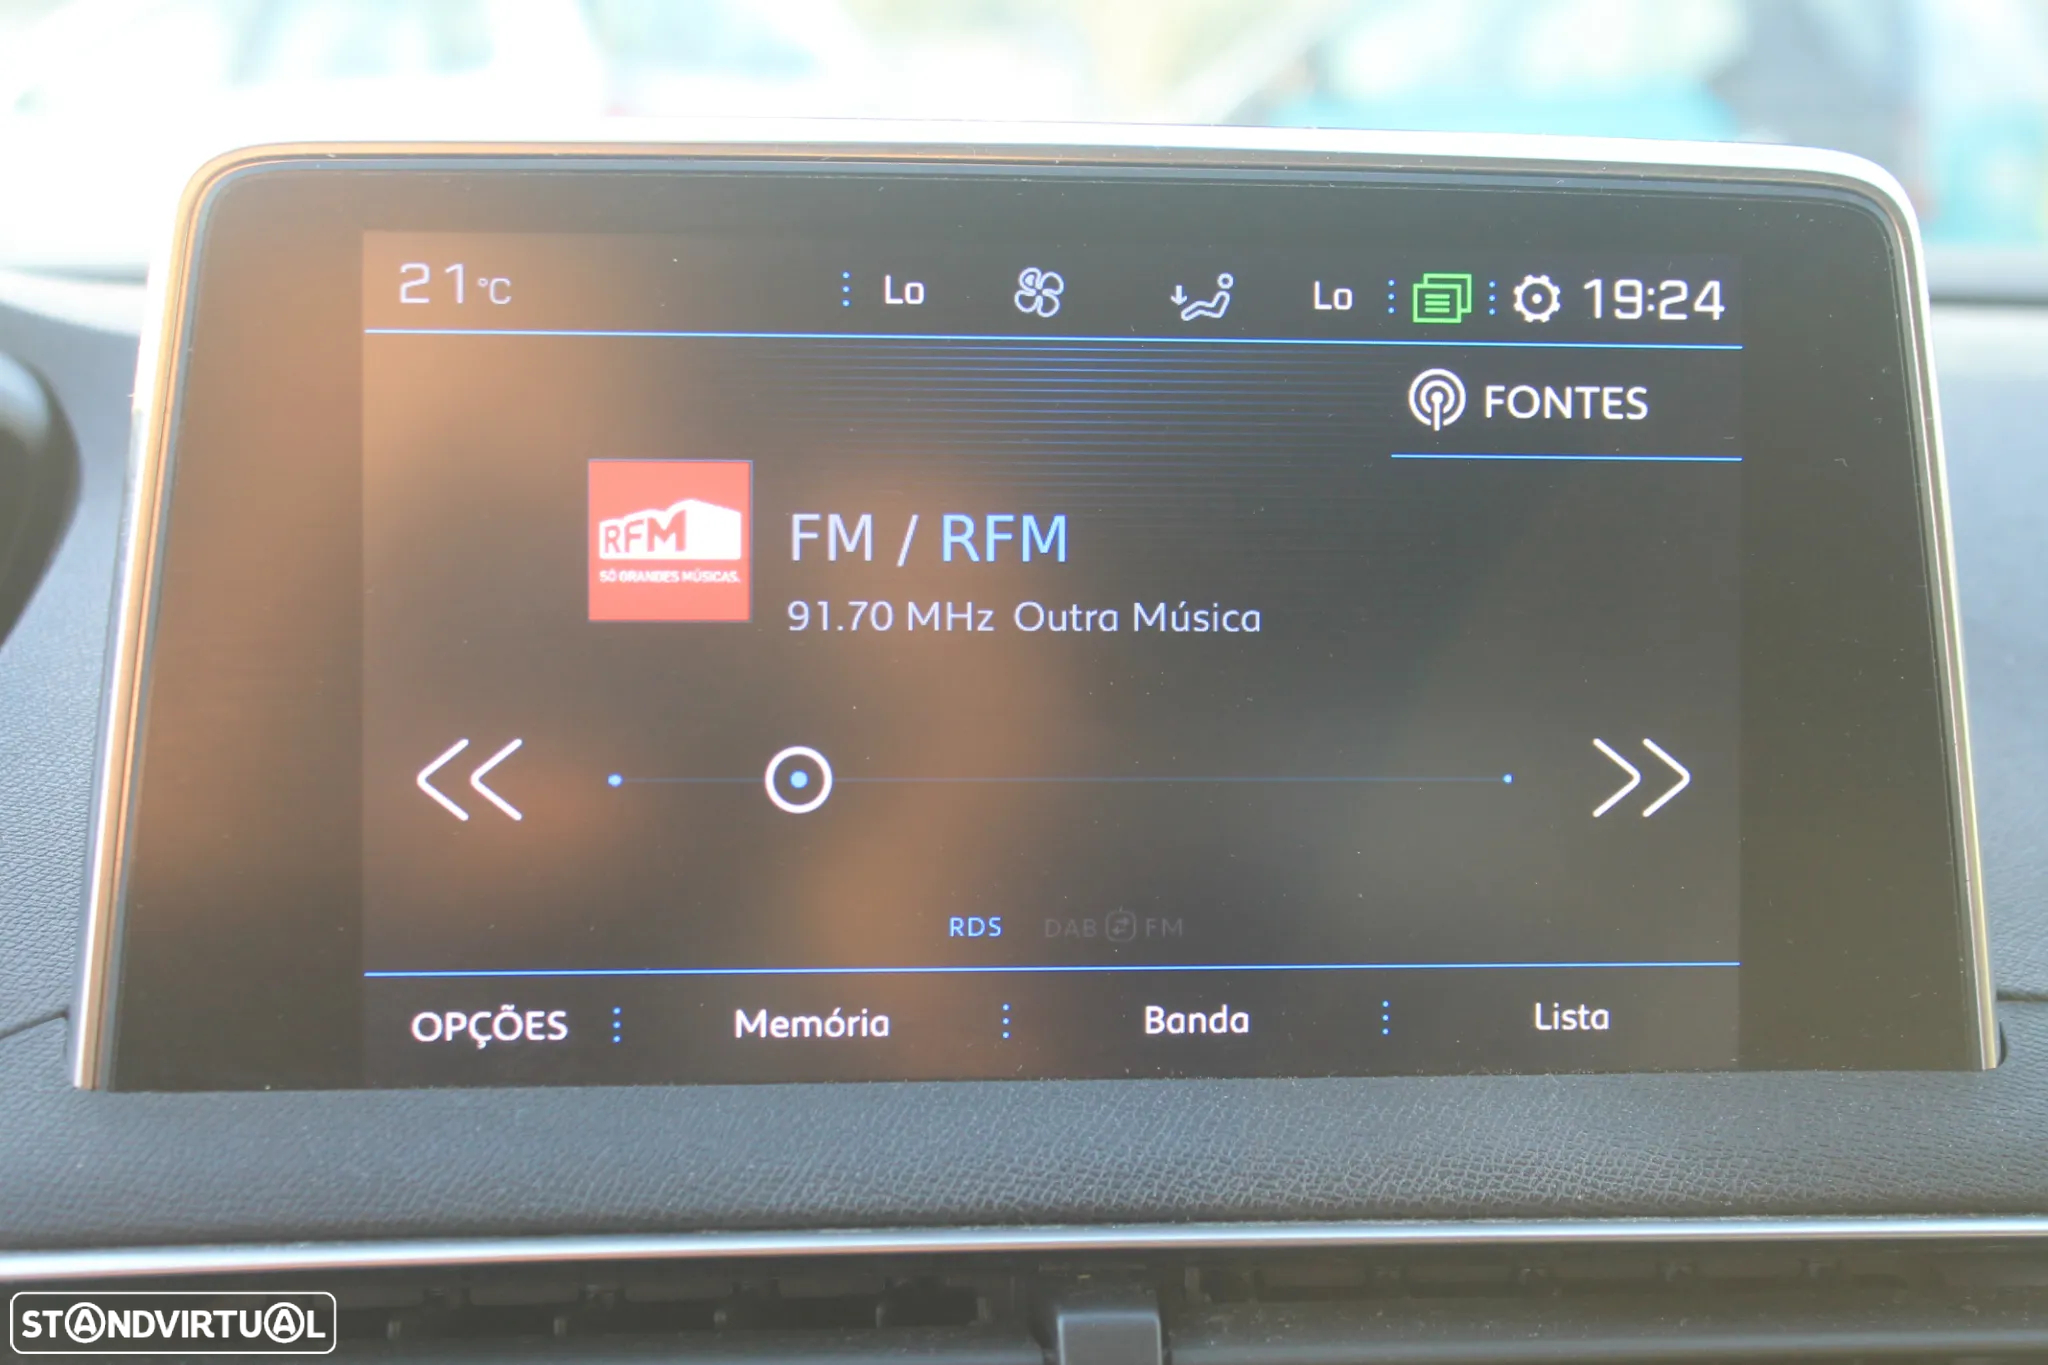 21°C Lo Lo 19:24
FONTES
RFM
SÓ GRANDES MÚSICAS.
FM / RFM
91.70 MHz Outra Música
RDS DAB FM
OPÇÕES Memória Banda Lista
STANDVIRTUAL